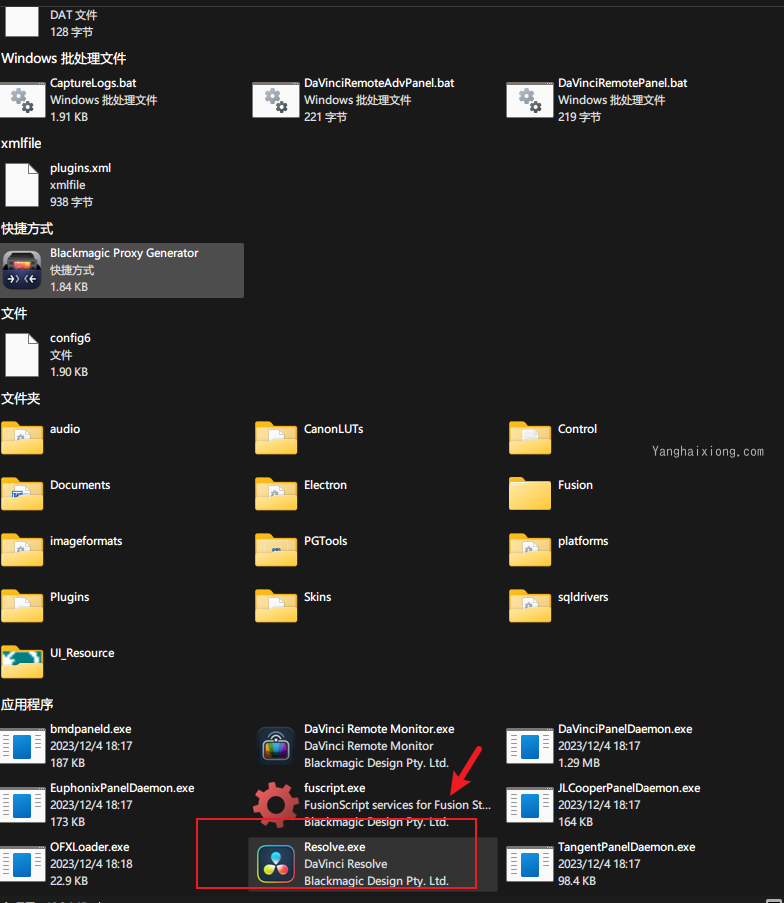 DAT 文件
128 字节
Windows 批处理文件
CaptureLogs.bat
Windows 批处理文件
1.91 KB
DaVinciRemoteAdvPanel.bat
Windows 批处理文件
221 字节
DaVinciRemotePanel.bat
Windows 批处理文件
219 字节
xmlfile
plugins.xml
xmlfile
938 字节
快捷方式
Blackmagic Proxy Generator
快捷方式
1.84 KB
文件
config6
文件
1.90 KB
文件夹
audio
CanonLUTs
Control
Yanghaixiong.com
Documents
Electron
Fusion
imageformats
PGTools
platforms
Plugins
Skins
sqldrivers
UI_Resource
应用程序
bmdpaneld.exe
2023/12/4 18:17
187 KB
DaVinci Remote Monitor.exe
DaVinci Remote Monitor
Blackmagic Design Pty. Ltd.
DaVinciPanelDaemon.exe
2023/12/4 18:17
1.29 MB
EuphonixPanelDaemon.exe
2023/12/4 18:17
173 KB
fuscript.exe
FusionScript services for Fusion St...
Blackmagic Design Pty. Ltd.
JLCooperPanelDaemon.exe
2023/12/4 18:17
164 KB
OFXLoader.exe
2023/12/4 18:18
22.9 KB
Resolve.exe
DaVinci Resolve
Blackmagic Design Pty. Ltd.
TangentPanelDaemon.exe
2023/12/4 18:17
98.4 KB